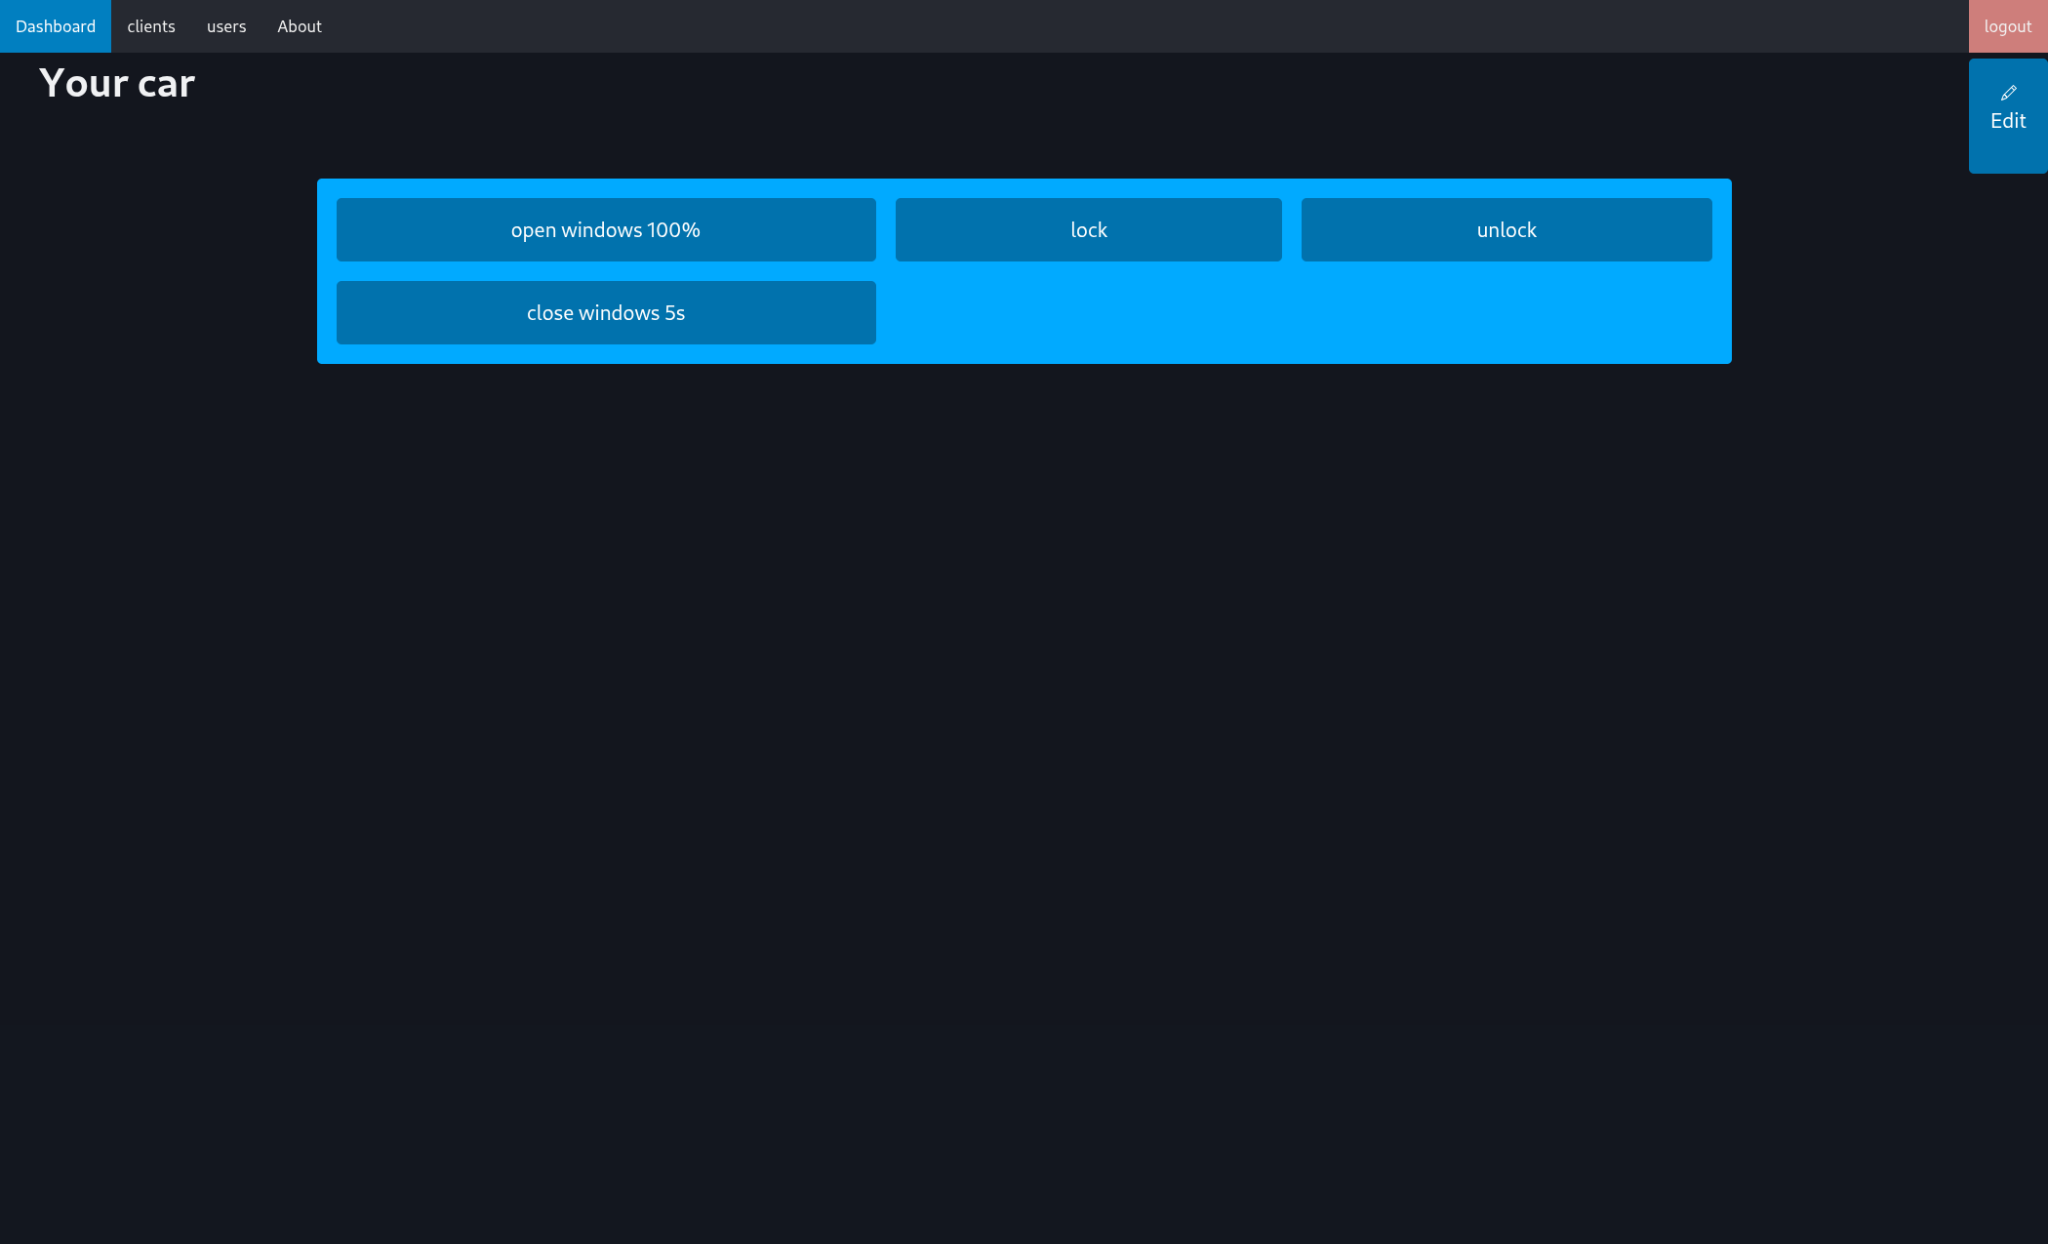 Dashboard clients users About logout
Your car
Edit
open windows 100% lock unlock
close windows 5s